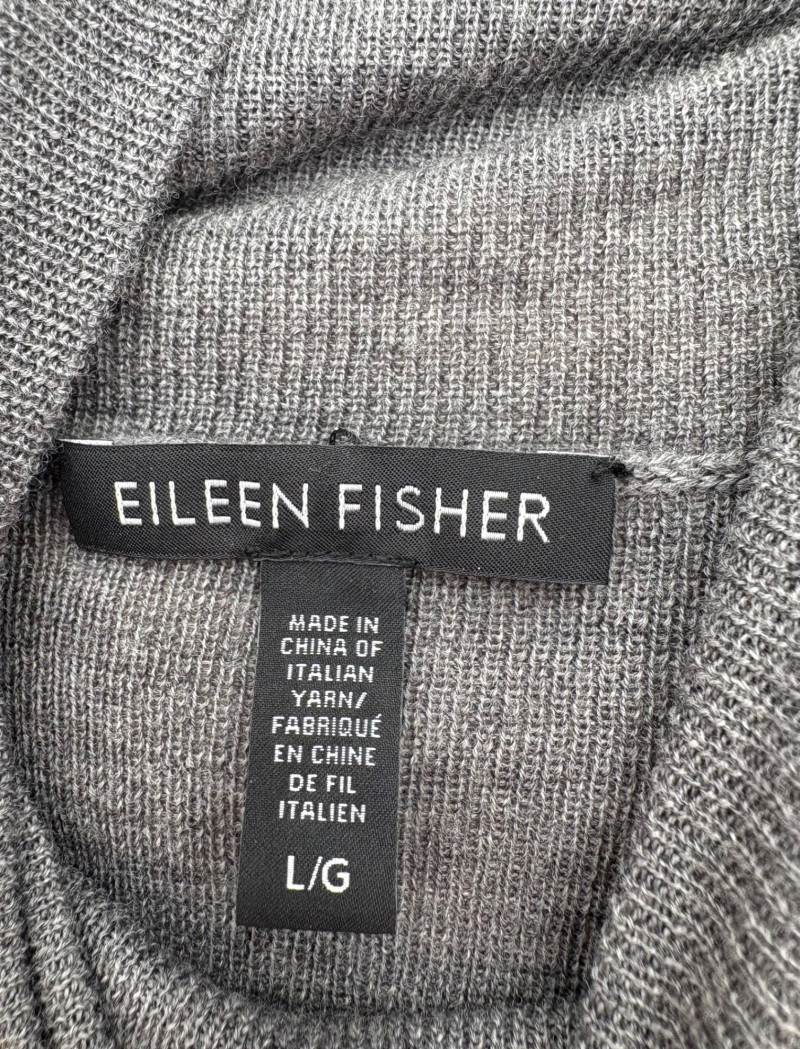 EILEEN FISHER
MADE IN
CHINA OF
ITALIAN
YARN/
FABRIQUÉ
EN CHINE
DE FIL
ITALIEN
L/G